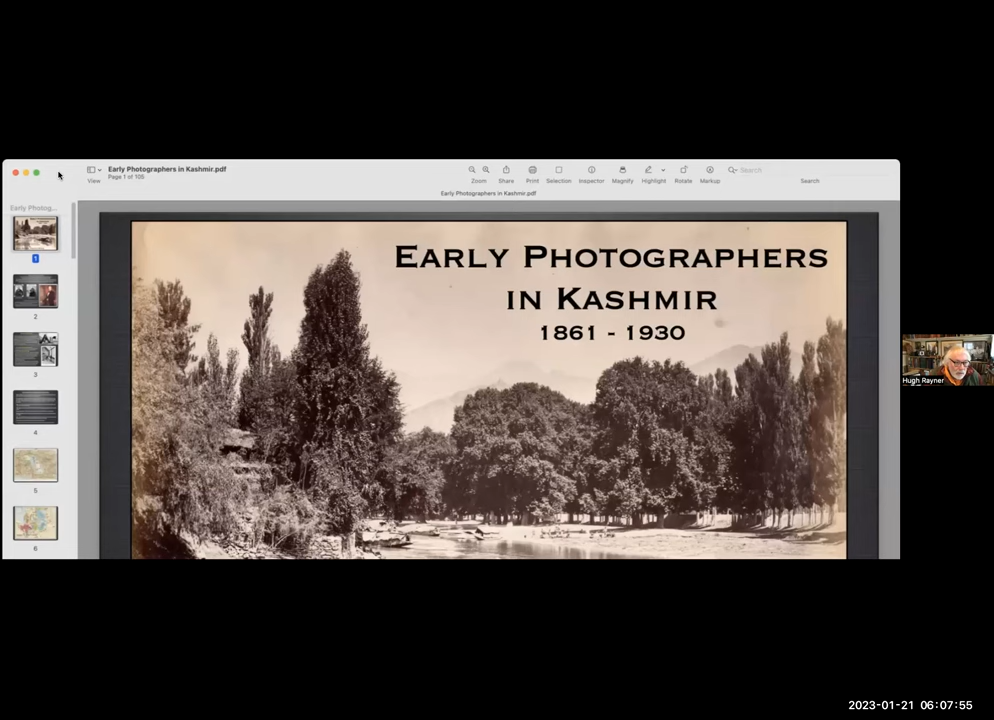 Early Photographers in Kashmir.pdf
Page 1 of 105
View
Zoom
Share
Print
Selection
Inspector
Magnify
Highlight
Rotate
Markup
Search
Search
Early Photographers in Kashmir.pdf
Early Photog...
1
2
3
4
5
6
EARLY PHOTOGRAPHERS
IN KASHMIR
1861 - 1930
Hugh Rayner
2023-01-21 06:07:55